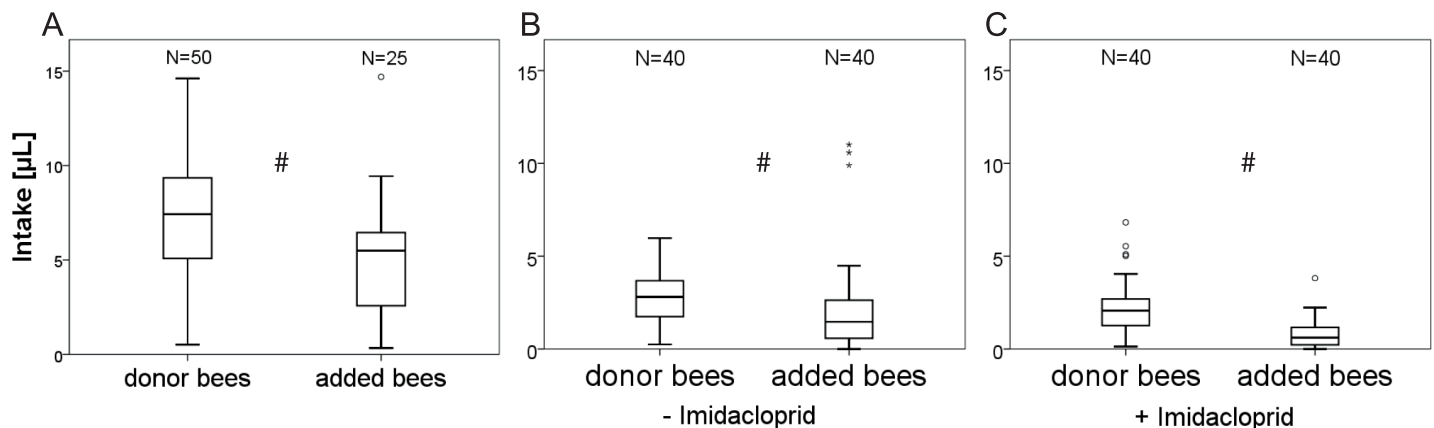 A
B
C
N=50
N=25
N=40
N=40
N=40
N=40
Intake [µL]
15
10
5
0
#
donor bees
added bees
15
10
5
0
#
donor bees
added bees
- Imidacloprid
15
10
5
0
#
donor bees
added bees
+ Imidacloprid